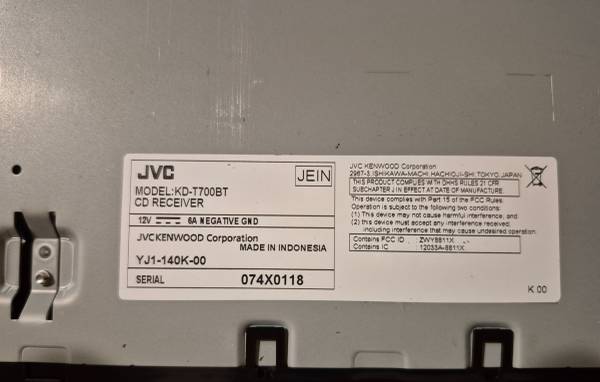 JVC
JEIN
MODEL:KD-T700BT
CD RECEIVER
12V ⎓ 6A NEGATIVE GND
JVCKENWOOD Corporation
MADE IN INDONESIA
YJ1-140K-00
SERIAL 074X0118
JVC KENWOOD Corporation
2967-3, ISHIKAWA-MACHI, HACHIOJI-SHI, TOKYO, JAPAN
THIS PRODUCT COMPLIES WITH DHHS RULES 21 CFR
SUBCHAPTER J IN EFFECT AT DATE OF MANUFACTURE.
This device complies with Part 15 of the FCC Rules.
Operation is subject to the following two conditions:
(1) This device may not cause harmful interference, and
(2) this device must accept any interference received,
including interference that may cause undesired operation.
Contains FCC ID : ZWY8811X
Contains IC : 12033A-8811X
K 00